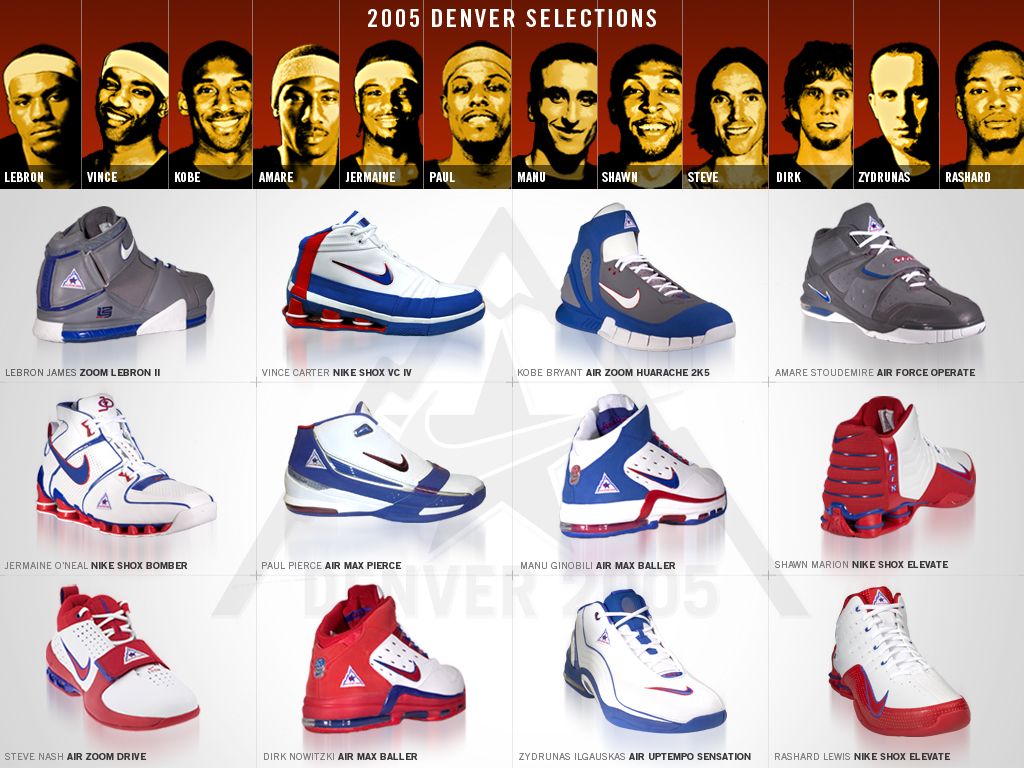 2005 DENVER SELECTIONS
LEBRON
VINCE
KOBE
AMARE
JERMAINE
PAUL
MANU
SHAWN
STEVE
DIRK
ZYDRUNAS
RASHARD
LEBRON JAMES ZOOM LEBRON II
VINCE CARTER NIKE SHOX VC IV
KOBE BRYANT AIR ZOOM HUARACHE 2K5
AMARE STOUDEMIRE AIR FORCE OPERATE
JERMAINE O'NEAL NIKE SHOX BOMBER
PAUL PIERCE AIR MAX PIERCE
MANU GINOBILI AIR MAX BALLER
SHAWN MARION NIKE SHOX ELEVATE
DENVER 2005
STEVE NASH AIR ZOOM DRIVE
DIRK NOWITZKI AIR MAX BALLER
ZYDRUNAS ILGAUSKAS AIR UPTEMPO SENSATION
RASHARD LEWIS NIKE SHOX ELEVATE